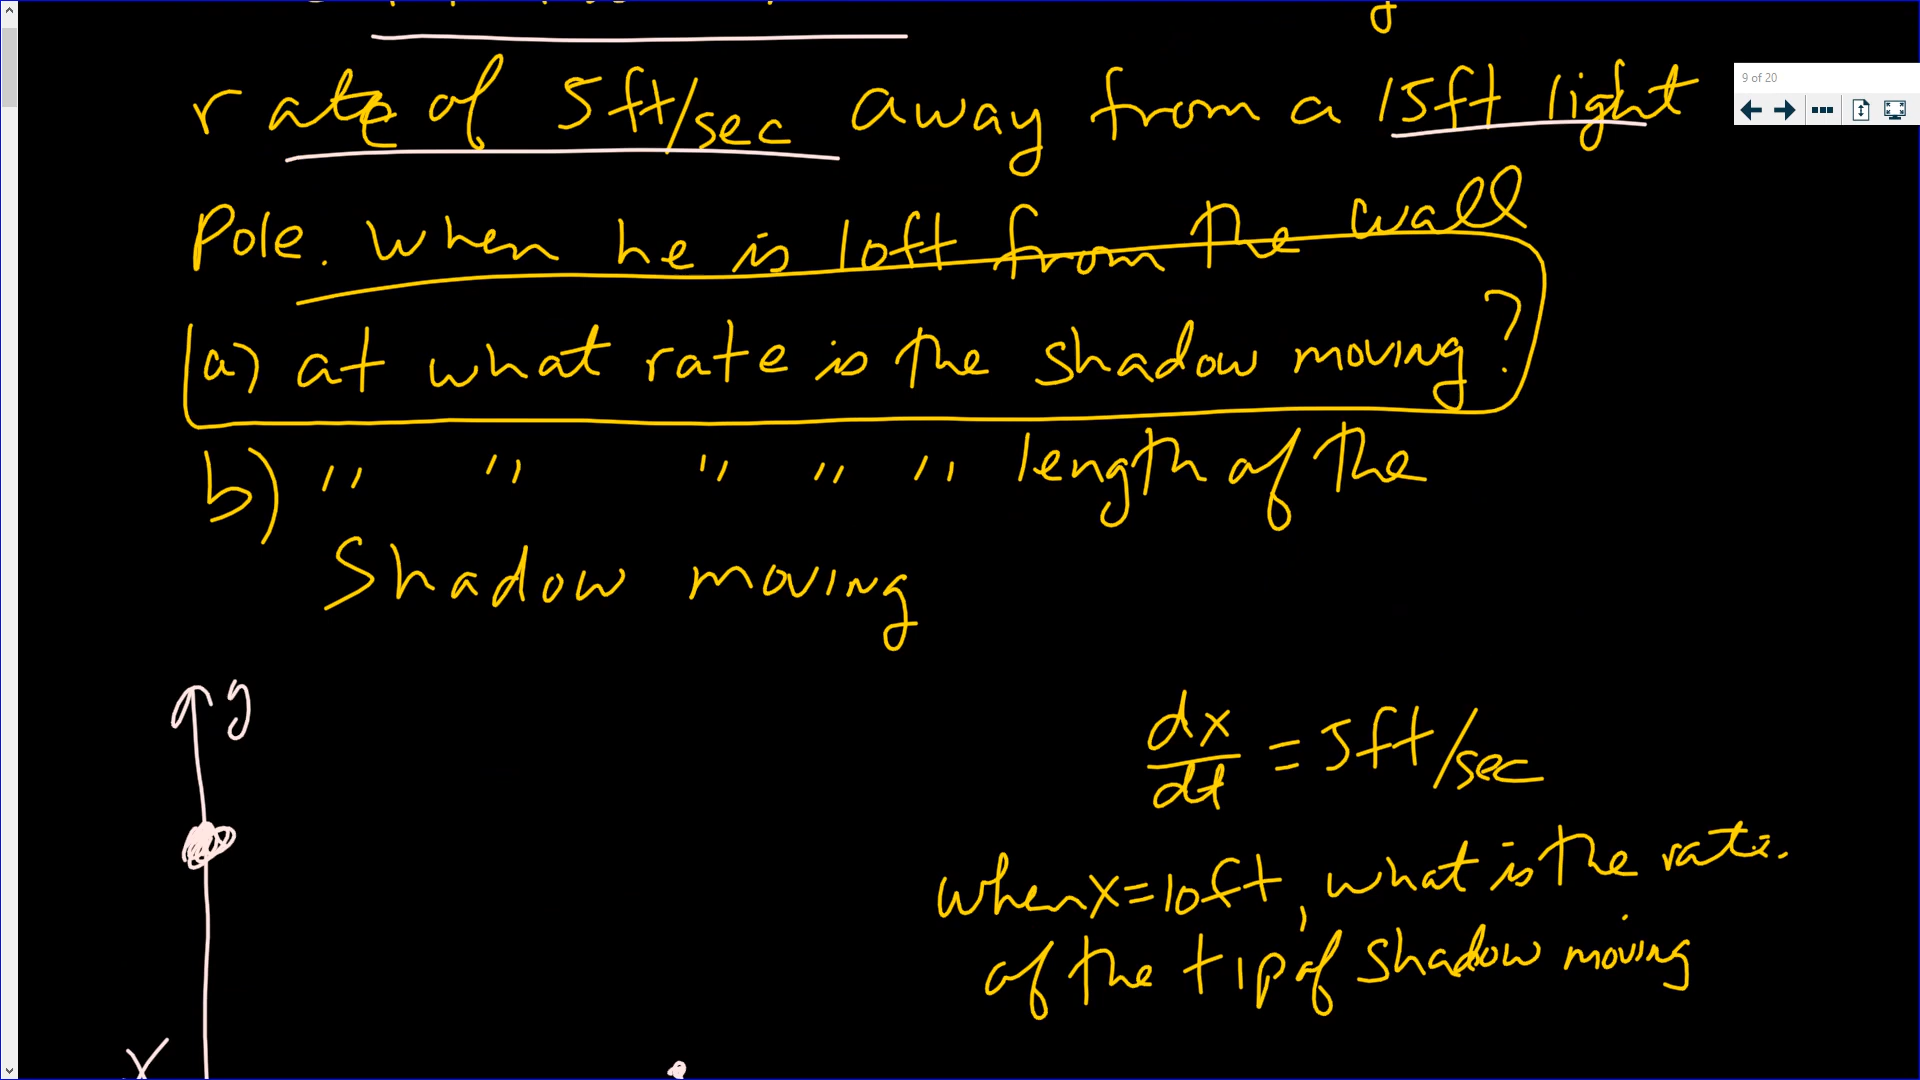 9 of 20
rate of 5ft/sec away from a 15ft light
Pole. when he is 10ft from the wall
(a) at what rate is the shadow moving?
b) " " " " " length of the
Shadow moving
y
dx/dt = 5ft/sec
when x=10ft, what is the rate.
of the tip of shadow moving